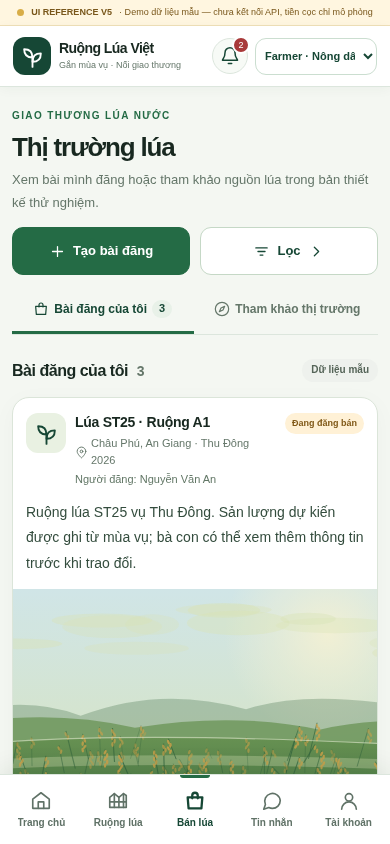 UI REFERENCE V5 · Demo dữ liệu mẫu — chưa kết nối API, tiền cọc chỉ mô phỏng
Ruộng Lúa Việt
Gắn mùa vụ · Nối giao thương
2
Farmer · Nông dâ
GIAO THƯƠNG LÚA NƯỚC
Thị trường lúa
Xem bài mình đăng hoặc tham khảo nguồn lúa trong bản thiết
kế thử nghiệm.
Tạo bài đăng
Lọc
Bài đăng của tôi 3
Tham khảo thị trường
Bài đăng của tôi 3
Dữ liệu mẫu
Lúa ST25 · Ruộng A1
Đang đăng bán
Châu Phú, An Giang · Thu Đông
2026
Người đăng: Nguyễn Văn An
Ruộng lúa ST25 vụ Thu Đông. Sản lượng dự kiến
được ghi từ mùa vụ; bà con có thể xem thêm thông tin
trước khi trao đổi.
Trang chủ
Ruộng lúa
Bán lúa
Tin nhắn
Tài khoản